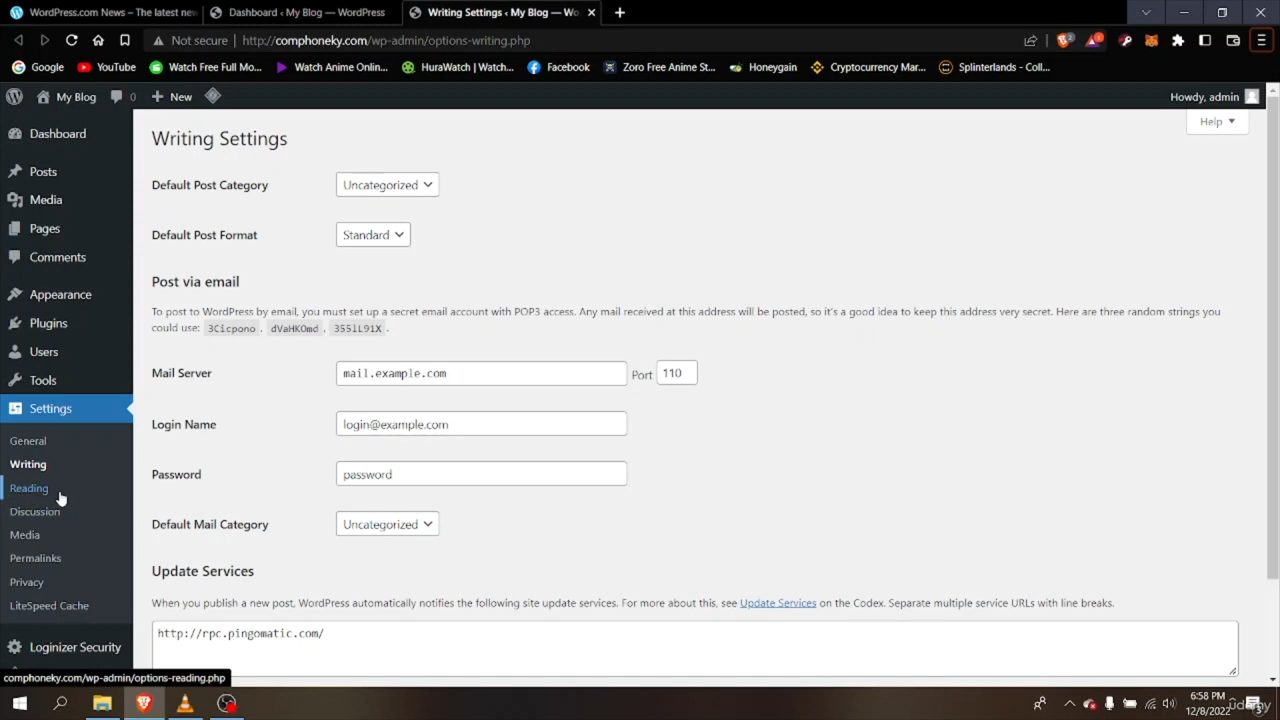 WordPress.com News – The latest new
Dashboard ‹ My Blog — WordPress
Writing Settings ‹ My Blog — Wo
Not secure
http://comphoneky.com/wp-admin/options-writing.php
Google
YouTube
Watch Free Full Mo...
Watch Anime Onlin...
HuraWatch | Watch...
Facebook
Zoro Free Anime St...
Honeygain
Cryptocurrency Mar...
Splinterlands - Coll...
My Blog
0
New
Howdy, admin
Help
Dashboard
Posts
Media
Pages
Comments
Appearance
Plugins
Users
Tools
Settings
General
Writing
Reading
Discussion
Media
Permalinks
Privacy
LiteSpeed Cache
Loginizer Security
comphoneky.com/wp-admin/options-reading.php
Writing Settings
Default Post Category
Uncategorized
Default Post Format
Standard
Post via email
To post to WordPress by email, you must set up a secret email account with POP3 access. Any mail received at this address will be posted, so it's a good idea to keep this address very secret. Here are three random strings you
could use: 3Cicpono , dVaHKOmd , 355lL91X .
Mail Server
mail.example.com
Port
110
Login Name
login@example.com
Password
password
Default Mail Category
Uncategorized
Update Services
When you publish a new post, WordPress automatically notifies the following site update services. For more about this, see Update Services on the Codex. Separate multiple service URLs with line breaks.
http://rpc.pingomatic.com/
6:58 PM
12/8/2022
ûdemy